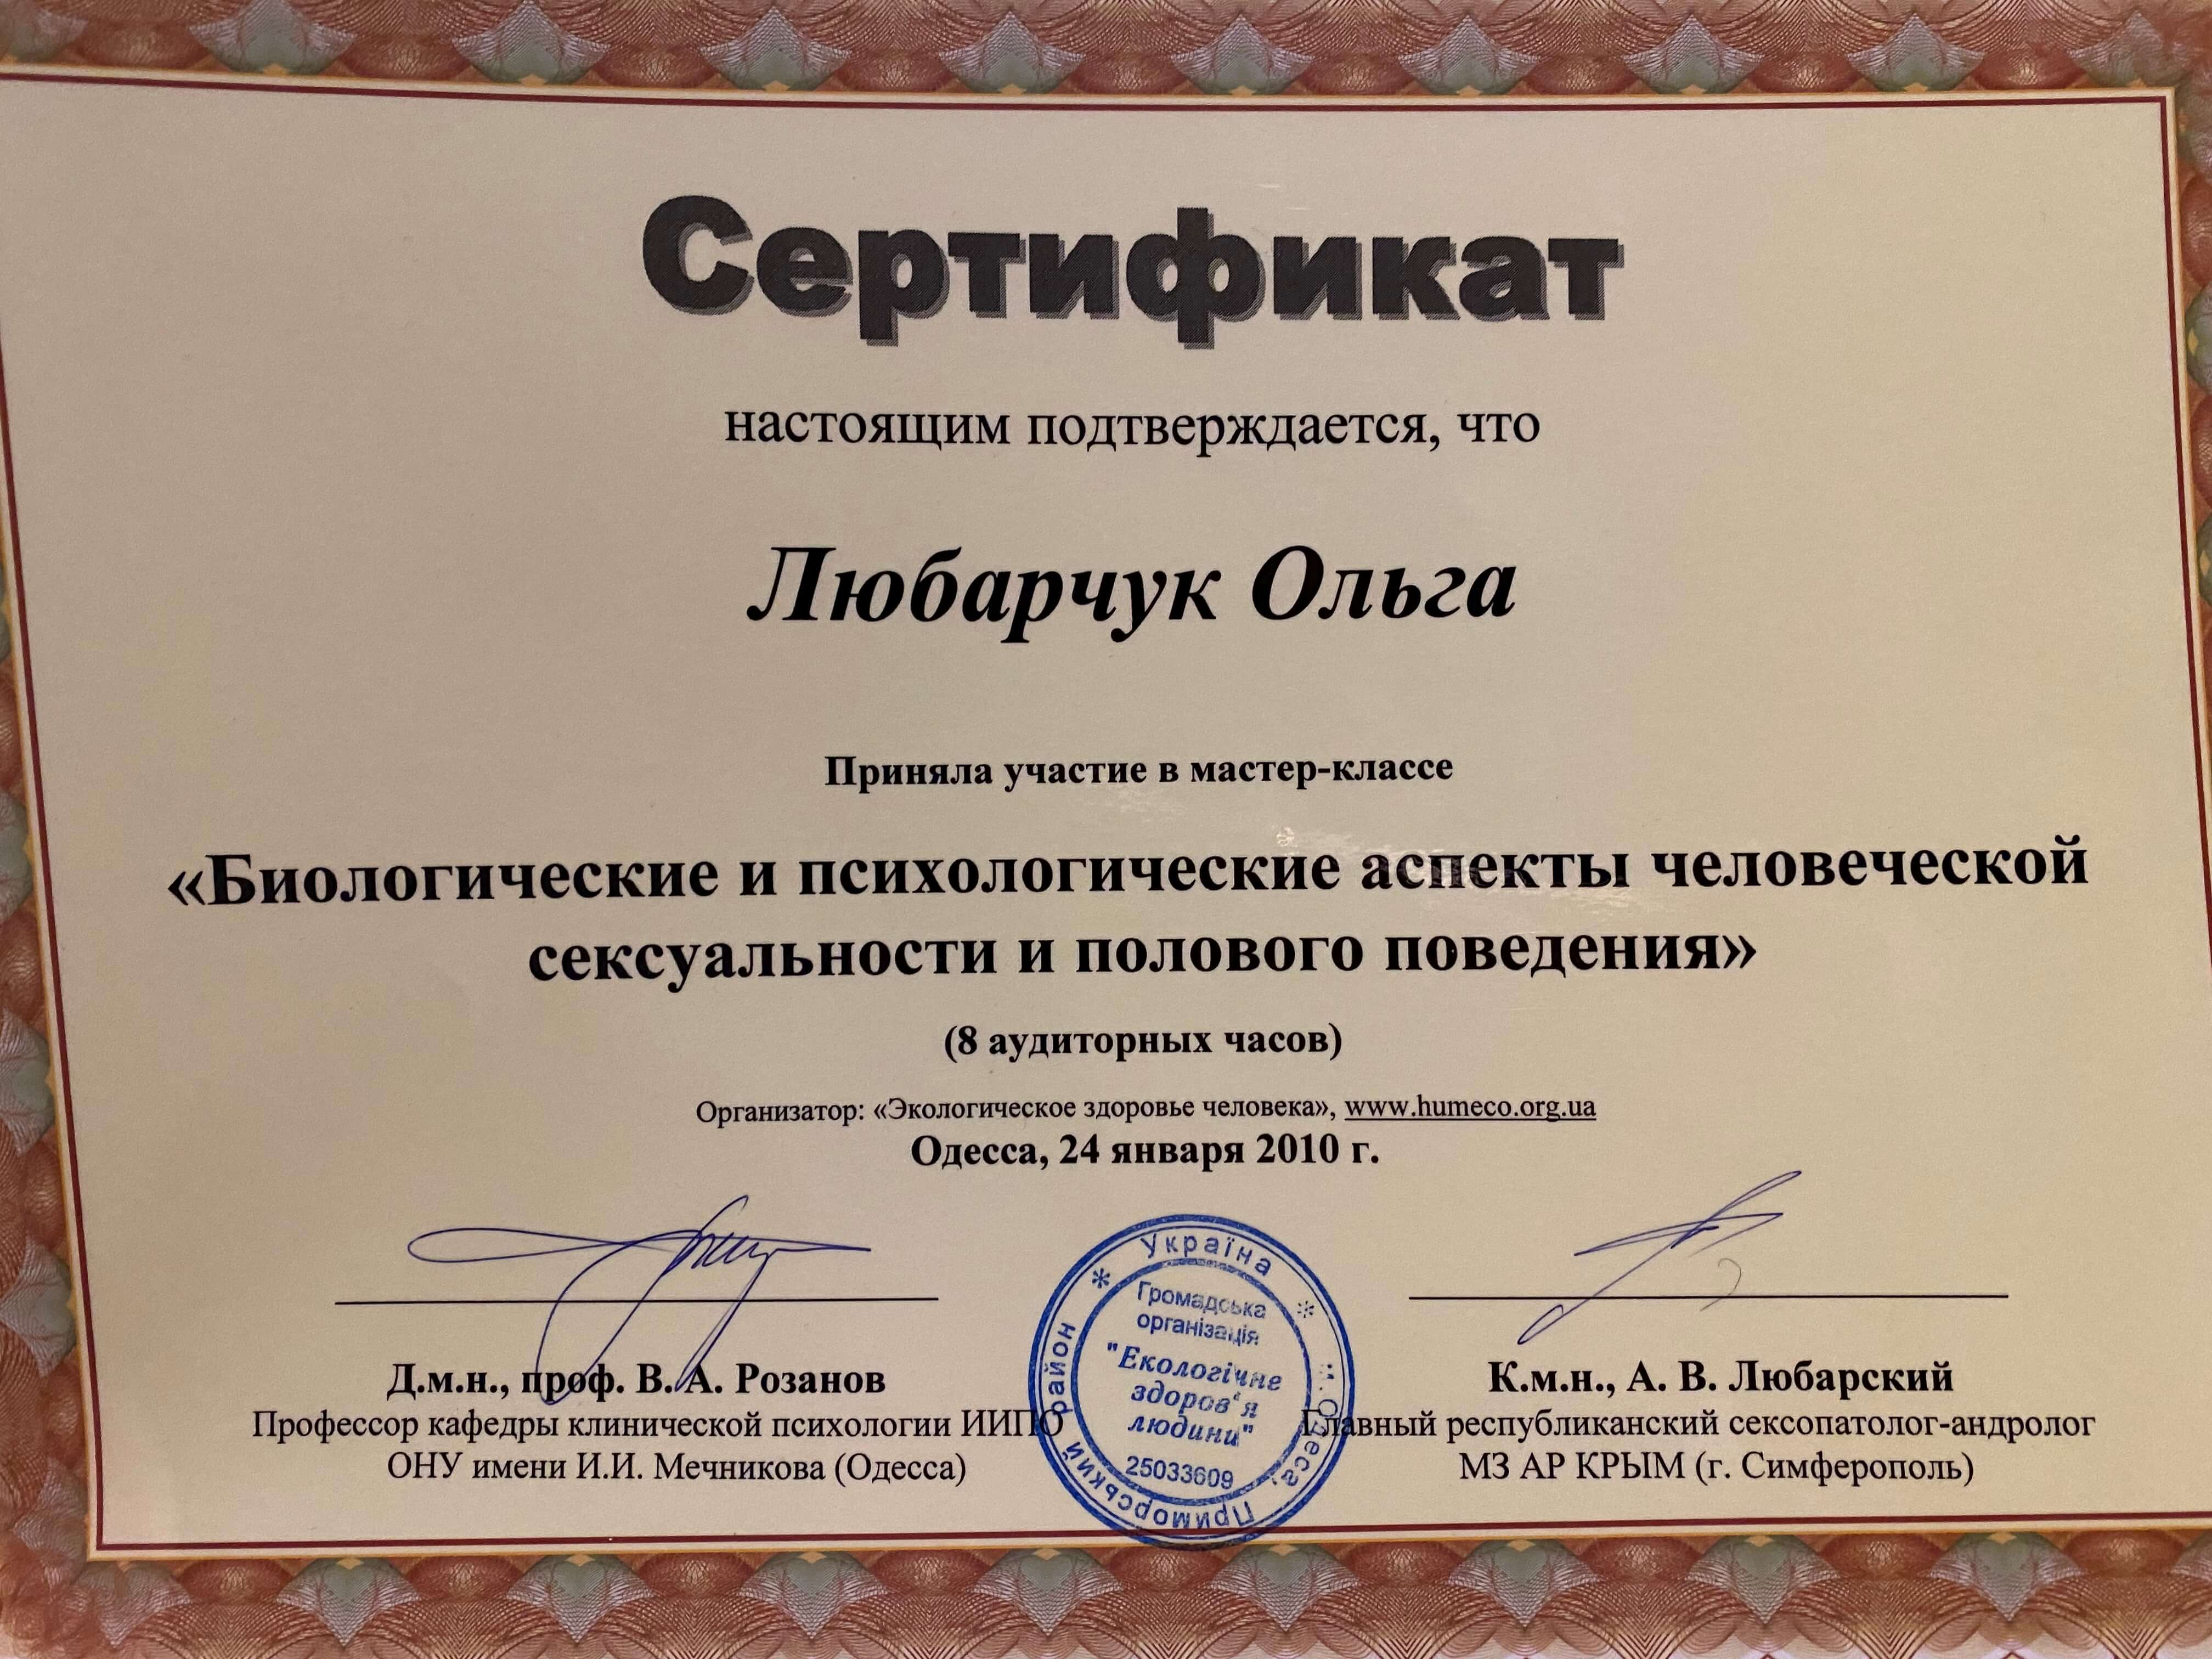 Сертификат
настоящим подтверждается, что
Любарчук Ольга
Приняла участие в мастер-классе
«Биологические и психологические аспекты человеческой
сексуальности и полового поведения»
(8 аудиторных часов)
Организатор: «Экологическое здоровье человека», www.humeco.org.ua
Одесса, 24 января 2010 г.
Д.м.н., проф. В. А. Розанов
Профессор кафедры клинической психологии ИИПО
ОНУ имени И.И. Мечникова (Одесса)
* Україна * м. Одеса, Приморський район
Громадська
організація
"Екологічне
здоров'я
людини"
25033609
К.м.н., А. В. Любарский
Главный республиканский сексопатолог-андролог
МЗ АР КРЫМ (г. Симферополь)